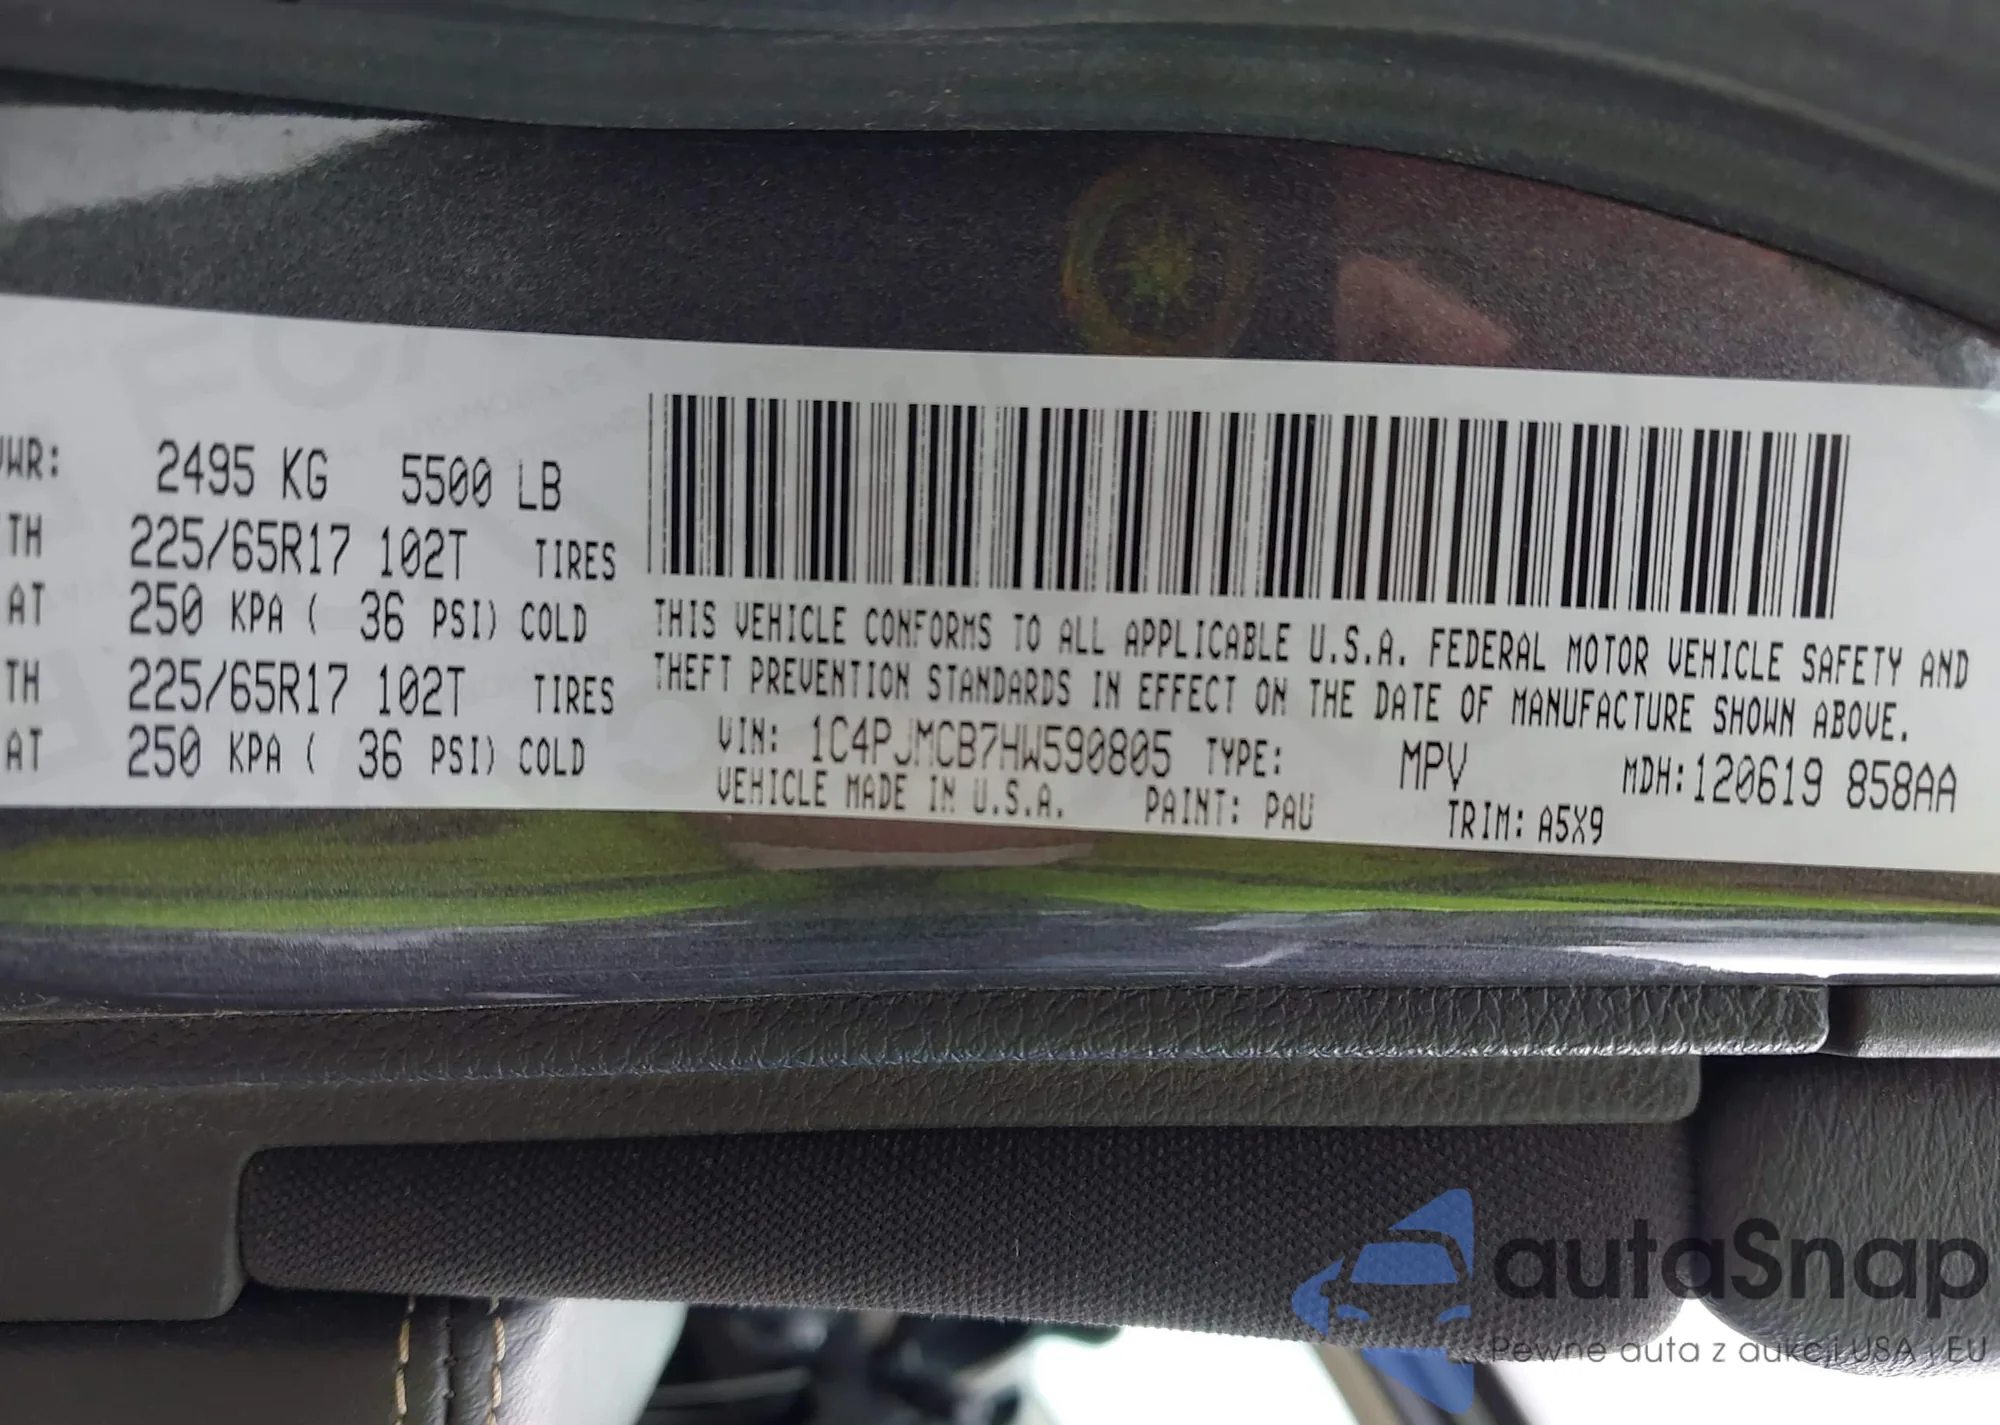 WR: 2495 KG 5500 LB
TH 225/65R17 102T TIRES
AT 250 KPA ( 36 PSI) COLD
TH 225/65R17 102T TIRES
AT 250 KPA ( 36 PSI) COLD
THIS VEHICLE CONFORMS TO ALL APPLICABLE U.S.A. FEDERAL MOTOR VEHICLE SAFETY AND
THEFT PREVENTION STANDARDS IN EFFECT ON THE DATE OF MANUFACTURE SHOWN ABOVE.
VIN: 1C4PJMCB7HW590805 TYPE: MPV MDH:120619 858AA
VEHICLE MADE IN U.S.A. PAINT: PAU TRIM: A5X9
autaSnap
Pewne auta z aukcji USA i EU